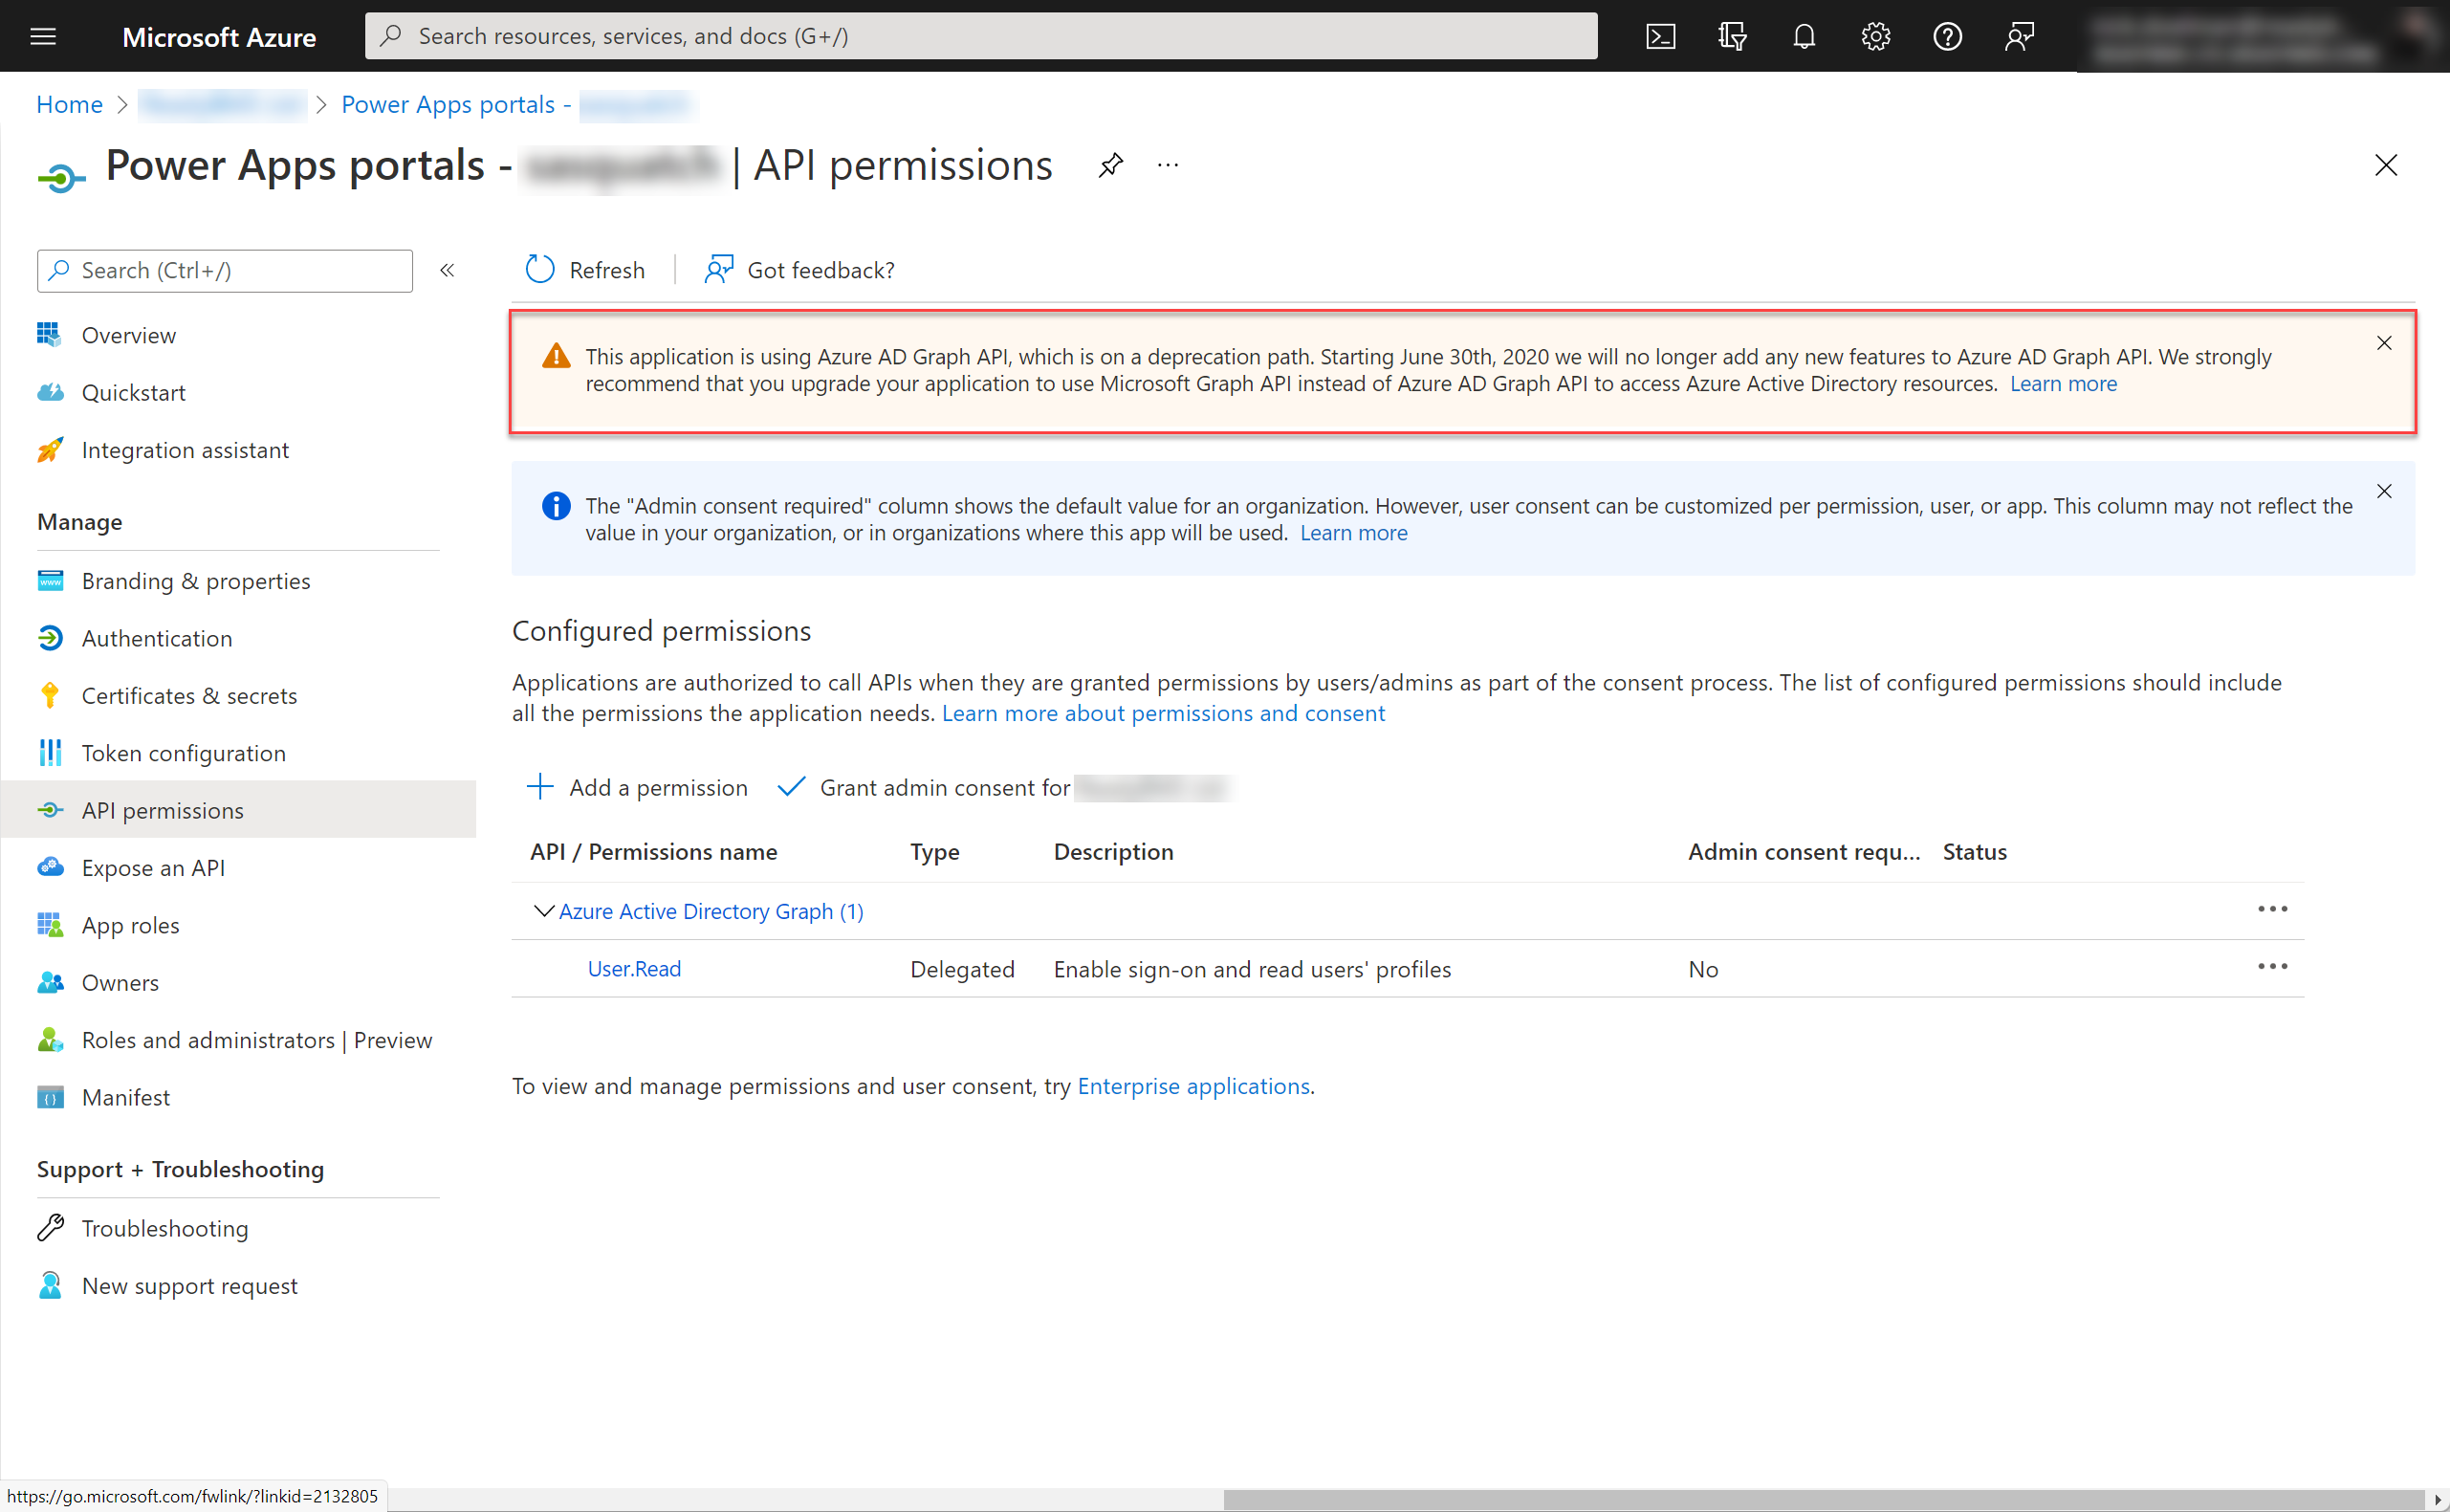 Microsoft Azure
Search resources, services, and docs (G+/)
Home > > Power Apps portals -
Power Apps portals - | API permissions
Search (Ctrl+/)
Refresh
Got feedback?
Overview
Quickstart
Integration assistant
Manage
Branding & properties
Authentication
Certificates & secrets
Token configuration
API permissions
Expose an API
App roles
Owners
Roles and administrators | Preview
Manifest
Support + Troubleshooting
Troubleshooting
New support request
This application is using Azure AD Graph API, which is on a deprecation path. Starting June 30th, 2020 we will no longer add any new features to Azure AD Graph API. We strongly
recommend that you upgrade your application to use Microsoft Graph API instead of Azure AD Graph API to access Azure Active Directory resources. Learn more
The "Admin consent required" column shows the default value for an organization. However, user consent can be customized per permission, user, or app. This column may not reflect the
value in your organization, or in organizations where this app will be used. Learn more
Configured permissions
Applications are authorized to call APIs when they are granted permissions by users/admins as part of the consent process. The list of configured permissions should include
all the permissions the application needs. Learn more about permissions and consent
Add a permission
Grant admin consent for
API / Permissions name Type Description Admin consent requ... Status
Azure Active Directory Graph (1)
User.Read Delegated Enable sign-on and read users' profiles No
To view and manage permissions and user consent, try Enterprise applications.
https://go.microsoft.com/fwlink/?linkid=2132805